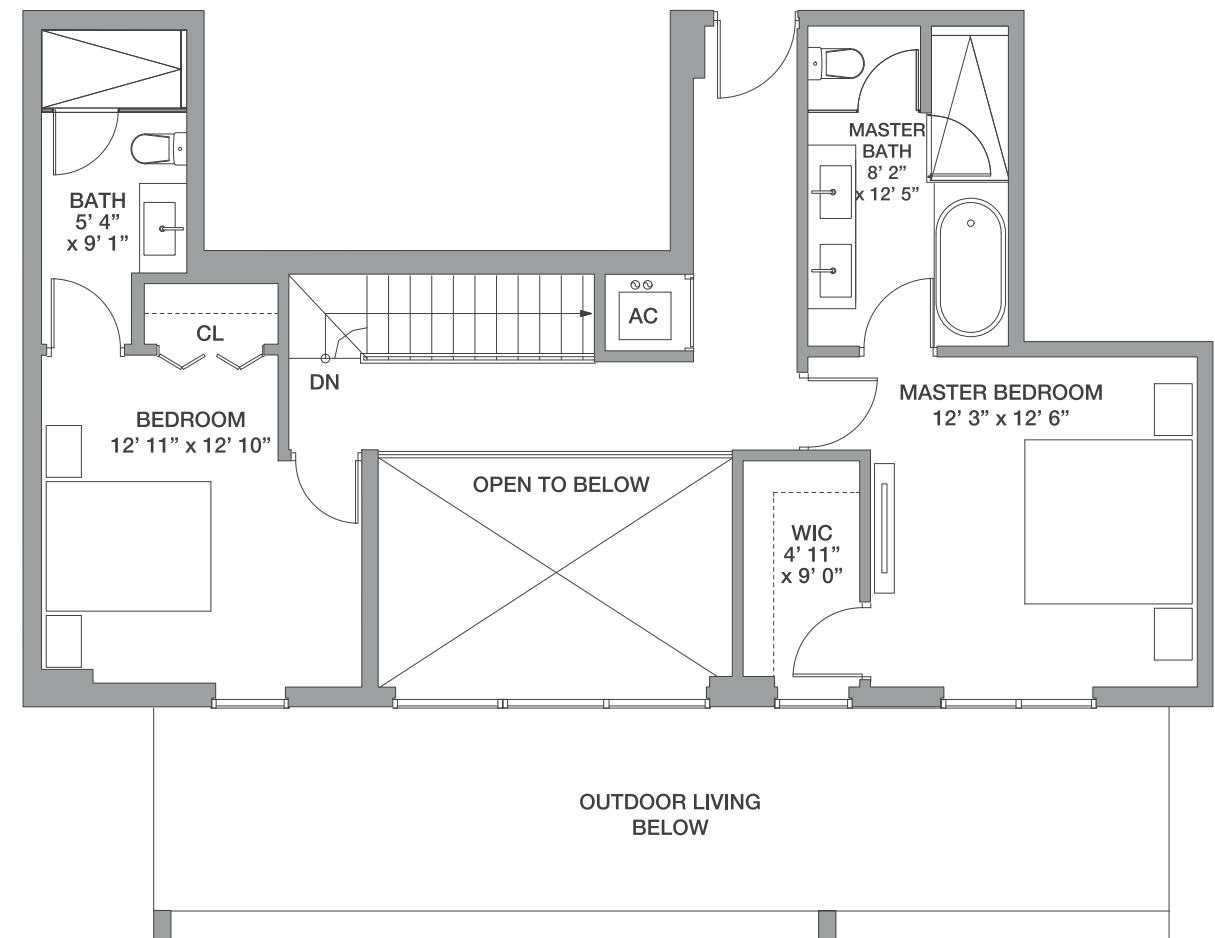 MASTER
BATH
8’ 2”
x 12’ 5”
BATH
5’ 4”
x 9’ 1”
AC
CL
DN
MASTER BEDROOM
12’ 3” x 12’ 6”
BEDROOM
12’ 11” x 12’ 10”
OPEN TO BELOW
WIC
4’ 11”
x 9’ 0”
OUTDOOR LIVING
BELOW